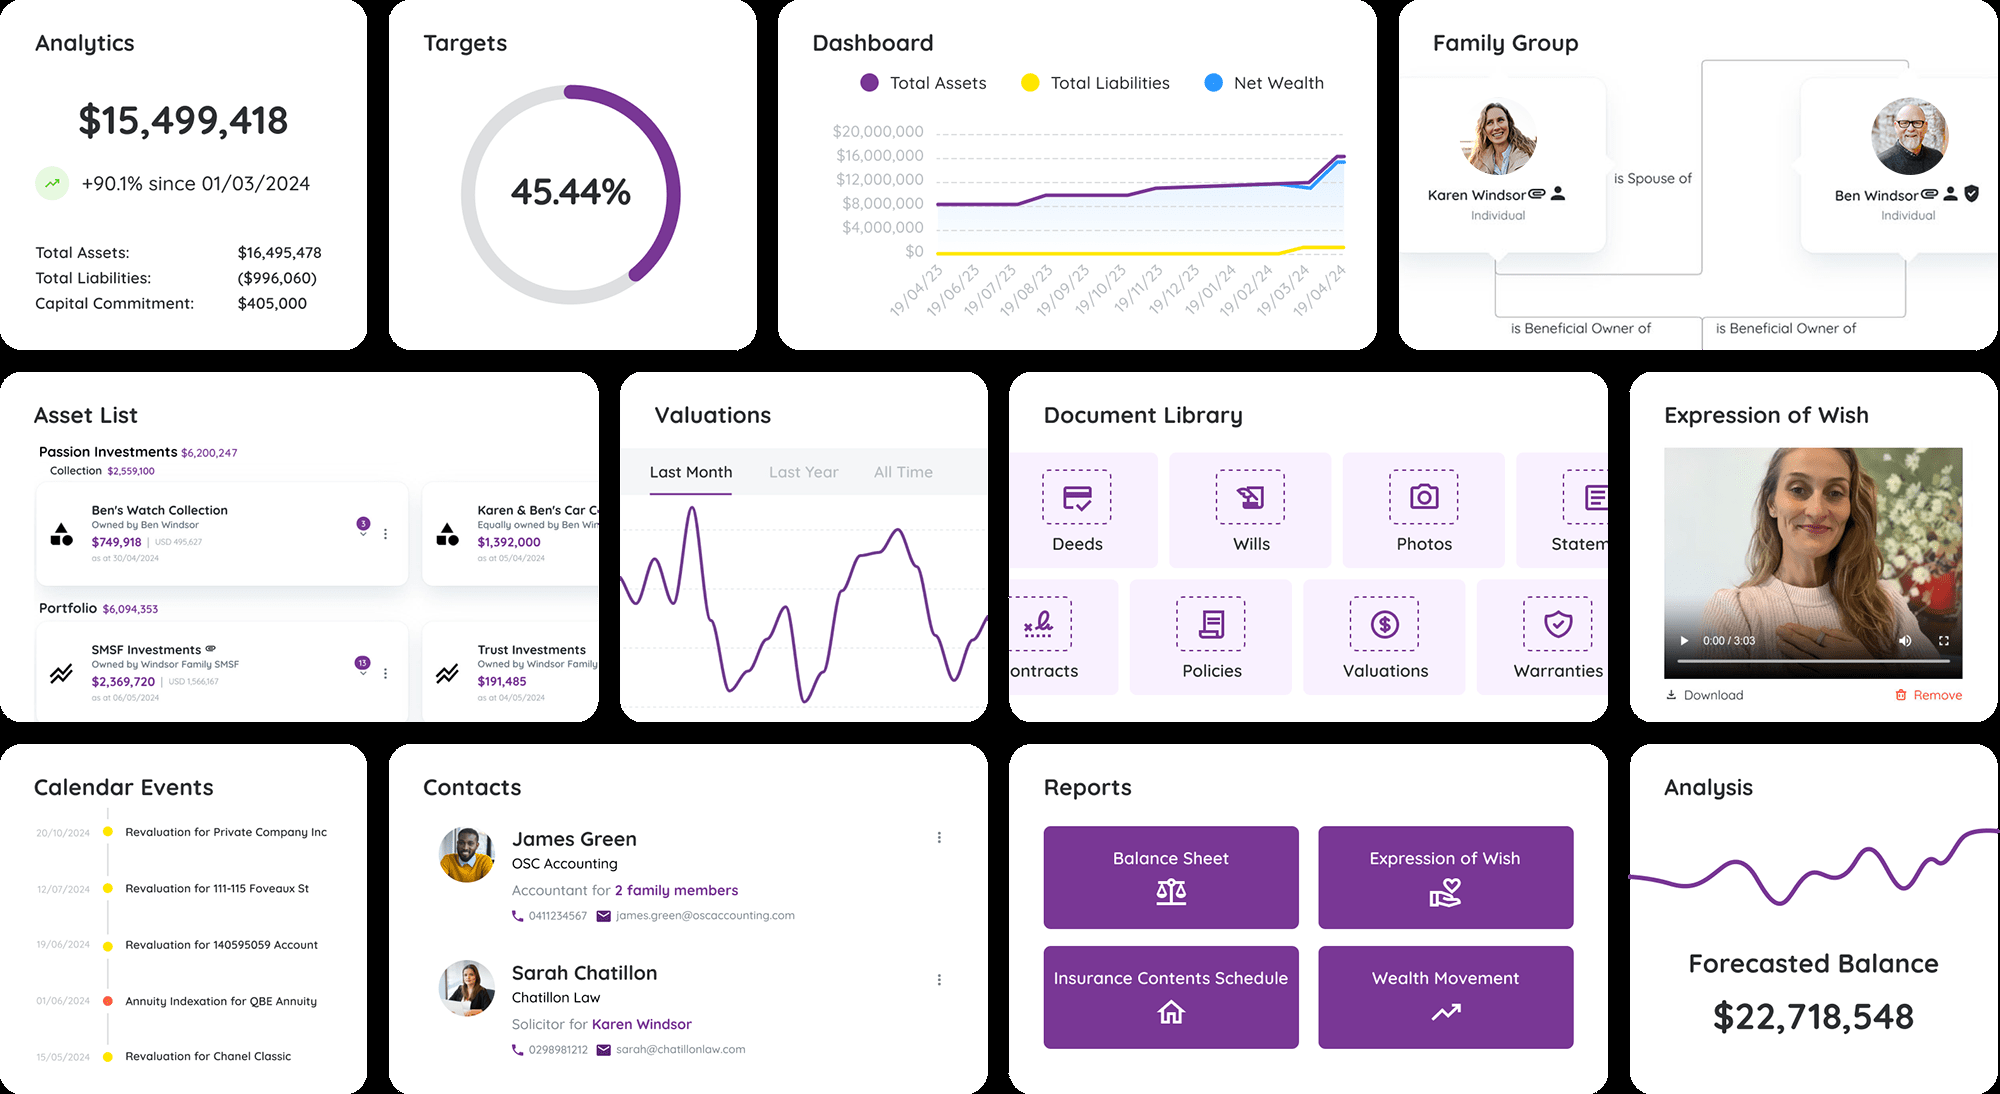 Analytics
$15,499,418
+90.1% since 01/03/2024
Total Assets: $16,495,478
Total Liabilities: ($996,060)
Capital Commitment: $405,000
Targets
45.44%
Dashboard
Total Assets Total Liabilities Net Wealth
$20,000,000
$16,000,000
$12,000,000
$8,000,000
$4,000,000
$0
19/04/23 19/06/23 19/07/23 19/08/23 19/09/23 19/10/23 19/11/23 19/12/23 19/01/24 19/02/24 19/03/24 19/04/24
Family Group
Karen Windsor
Individual
is Spouse of
Ben Windsor
Individual
is Beneficial Owner of
is Beneficial Owner of
Asset List
Passion Investments $6,200,247
Collection $2,559,100
Ben's Watch Collection
Owned by Ben Windsor
$749,918 | USD 495,627
as at 30/04/2024
3
Karen & Ben's Car C
Equally owned by Ben Win
$1,392,000
as at 05/04/2024
Portfolio $6,094,353
SMSF Investments
Owned by Windsor Family SMSF
$2,369,720 | USD 1,566,167
as at 06/05/2024
13
Trust Investments
Owned by Windsor Family
$191,485
as at 04/05/2024
Valuations
Last Month Last Year All Time
Document Library
Deeds Wills Photos Statem
ontracts Policies Valuations Warranties
Expression of Wish
0:00 / 3:03
Download Remove
Calendar Events
20/10/2024 Revaluation for Private Company Inc
12/07/2024 Revaluation for 111-115 Foveaux St
19/06/2024 Revaluation for 140595059 Account
01/06/2024 Annuity Indexation for QBE Annuity
15/05/2024 Revaluation for Chanel Classic
Contacts
James Green
OSC Accounting
Accountant for 2 family members
0411234567 james.green@oscaccounting.com
Sarah Chatillon
Chatillon Law
Solicitor for Karen Windsor
0298981212 sarah@chatillonlaw.com
Reports
Balance Sheet
Expression of Wish
Insurance Contents Schedule
Wealth Movement
Analysis
Forecasted Balance
$22,718,548